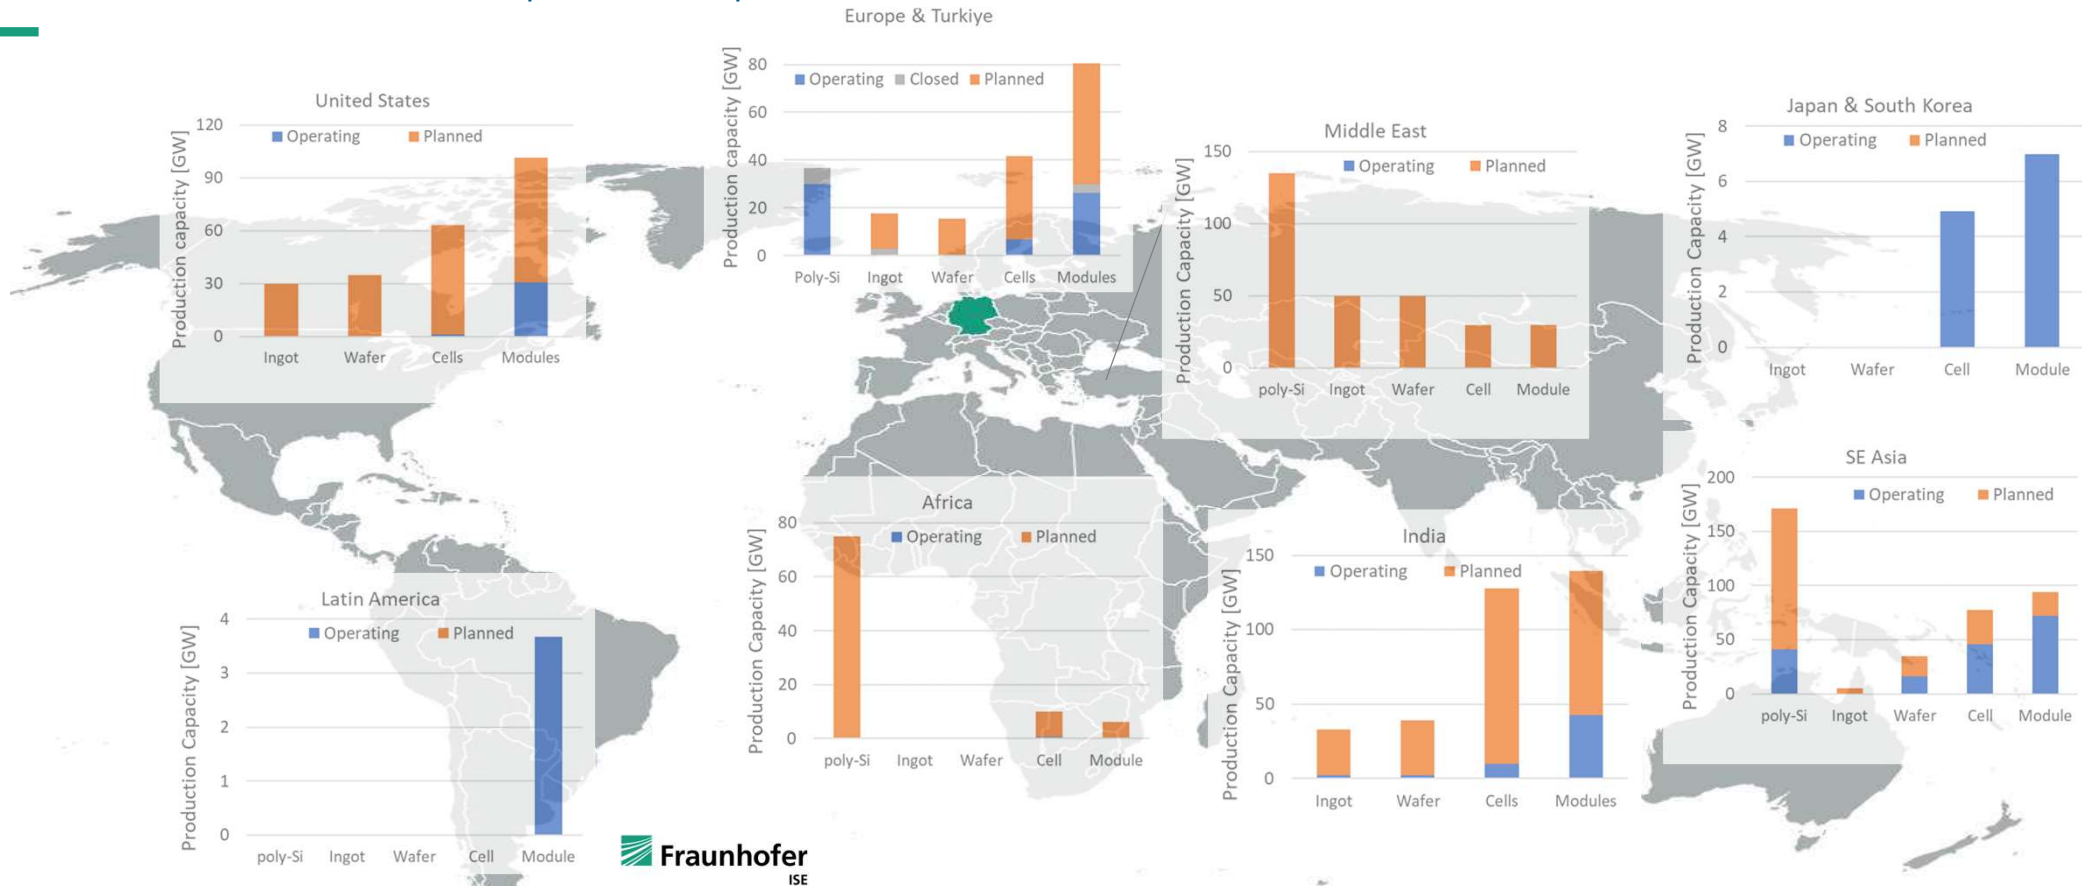 Europe & Turkiye
Production capacity [GW]
80
60
40
20
0
Operating Closed Planned
Poly-Si Ingot Wafer Cells Modules
United States
Production capacity [GW]
120
90
60
30
0
Operating Planned
Ingot Wafer Cells Modules
Middle East
Production Capacity [GW]
150
100
50
0
Operating Planned
poly-Si Ingot Wafer Cell Module
Japan & South Korea
Production Capacity [GW]
8
6
4
2
0
Operating Planned
Ingot Wafer Cell Module
Latin America
Production Capacity [GW]
4
3
2
1
0
Operating Planned
poly-Si Ingot Wafer Cell Module
Africa
Production Capacity [GW]
80
60
40
20
0
Operating Planned
poly-Si Ingot Wafer Cell Module
India
Production Capacity [GW]
150
100
50
0
Operating Planned
Ingot Wafer Cells Modules
SE Asia
Production Capacity [GW]
200
150
100
50
0
Operating Planned
poly-Si Ingot Wafer Cell Module
Fraunhofer
ISE